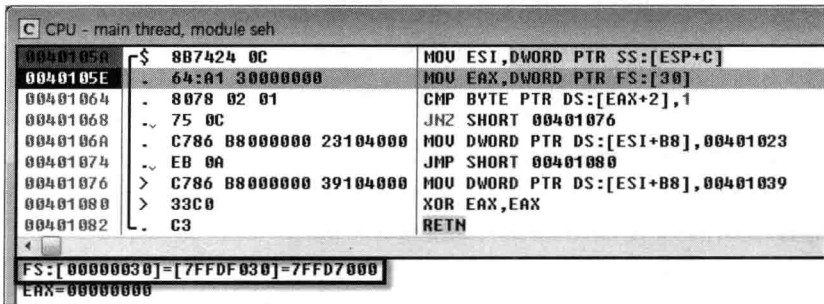 C CPU - main thread, module seh
0040105A $ 8B7424 0C MOV ESI,DWORD PTR SS:[ESP+C]
0040105E . 64:A1 30000000 MOV EAX,DWORD PTR FS:[30]
00401064 . 8078 02 01 CMP BYTE PTR DS:[EAX+2],1
00401068 . 75 0C JNZ SHORT 00401076
0040106A . C786 B8000000 23104000 MOV DWORD PTR DS:[ESI+B8],00401023
00401074 . EB 0A JMP SHORT 00401080
00401076 > C786 B8000000 39104000 MOV DWORD PTR DS:[ESI+B8],00401039
00401080 > 33C0 XOR EAX,EAX
00401082 . C3 RETN
FS:[00000030]=[7FFDF030]=7FFD7000
EAX=00000000